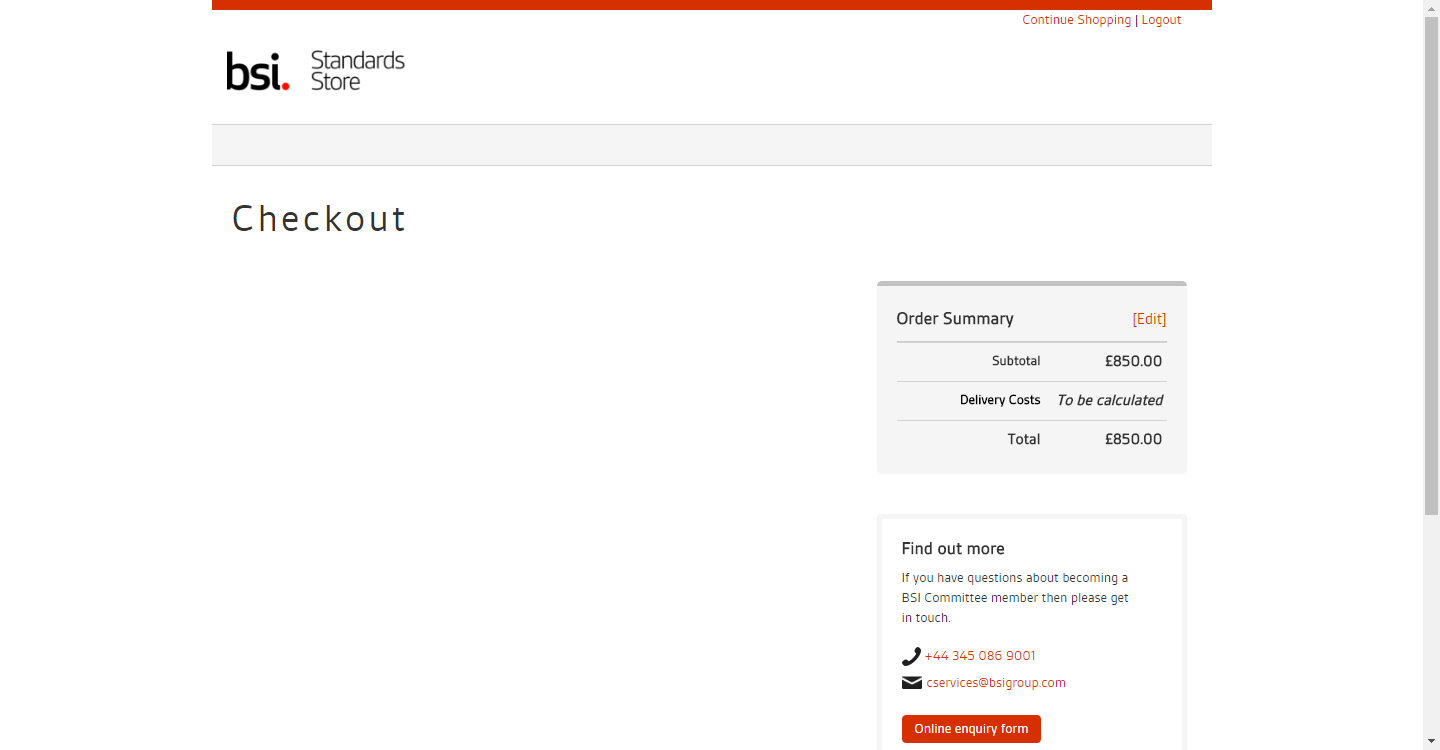 Continue Shopping | Logout
bsi. Standards
Store
Checkout
Order Summary [Edit]
Subtotal £850.00
Delivery Costs To be calculated
Total £850.00
Find out more
If you have questions about becoming a
BSI Committee member then please get
in touch.
+44 345 086 9001
cservices@bsigroup.com
Online enquiry form